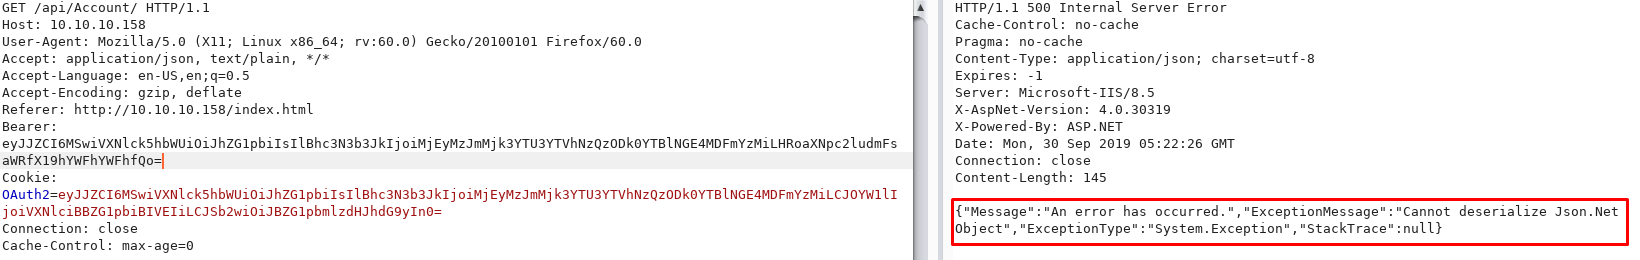 GET /api/Account/ HTTP/1.1
Host: 10.10.10.158
User-Agent: Mozilla/5.0 (X11; Linux x86_64; rv:60.0) Gecko/20100101 Firefox/60.0
Accept: application/json, text/plain, */*
Accept-Language: en-US,en;q=0.5
Accept-Encoding: gzip, deflate
Referer: http://10.10.10.158/index.html
Bearer:
eyJJZCI6MSwiVXNlck5hbWUiOiJhZG1pbiIsIlBhc3N3b3JkIjoiMjEyMzJmMjk3YTU3YTVhNzQzODk0YTBlNGE4MDFmYzMiLHRoaXNpc2ludmFs
aWRfX19hYWFhYWFhfQo=
Cookie:
OAuth2=eyJJZCI6MSwiVXNlck5hbWUiOiJhZG1pbiIsIlBhc3N3b3JkIjoiMjEyMzJmMjk3YTU3YTVhNzQzODk0YTBlNGE4MDFmYzMiLCJOYW1lI
joiVXNlciBBZG1pbiBIVEIiLCJSb2wiOiJBZG1pbmlzdHJhdG9yIn0=
Connection: close
Cache-Control: max-age=0
HTTP/1.1 500 Internal Server Error
Cache-Control: no-cache
Pragma: no-cache
Content-Type: application/json; charset=utf-8
Expires: -1
Server: Microsoft-IIS/8.5
X-AspNet-Version: 4.0.30319
X-Powered-By: ASP.NET
Date: Mon, 30 Sep 2019 05:22:26 GMT
Connection: close
Content-Length: 145
{"Message":"An error has occurred.","ExceptionMessage":"Cannot deserialize Json.Net
Object","ExceptionType":"System.Exception","StackTrace":null}